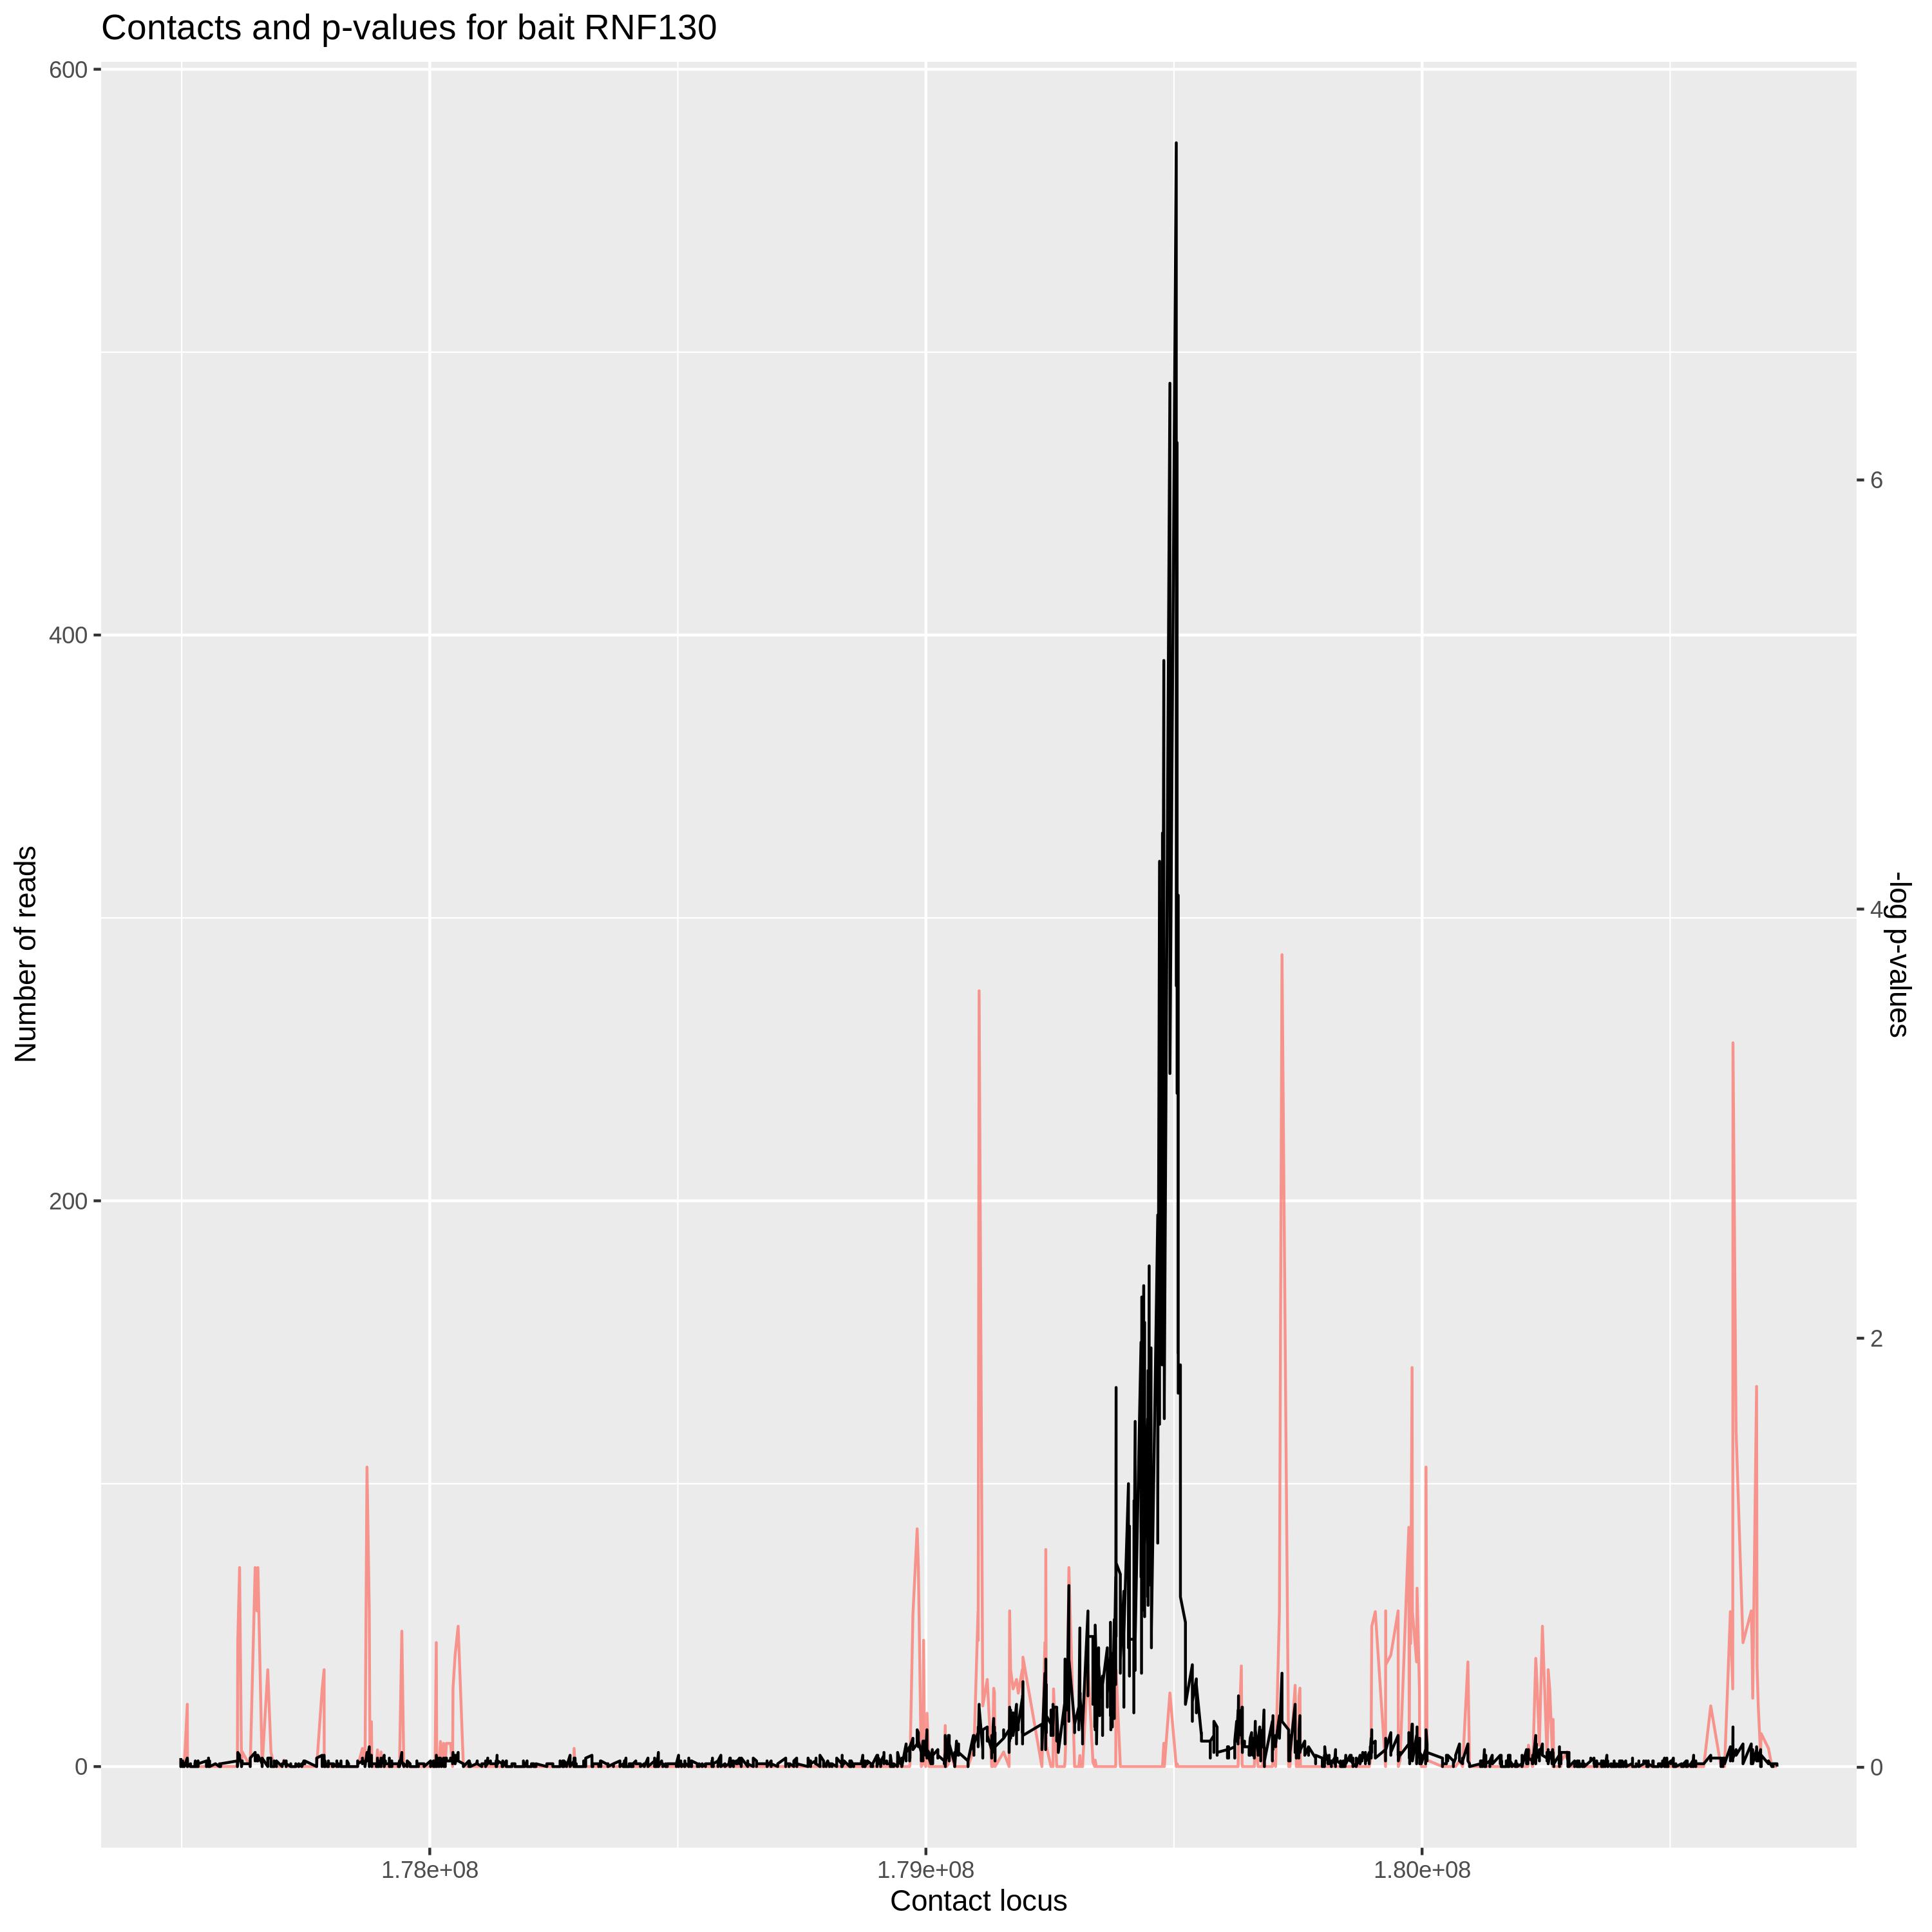 Contacts and p-values for bait RNF130
600
400
200
0
Number of reads
6
4
2
0
-log p-values
1.78e+08
1.79e+08
1.80e+08
Contact locus